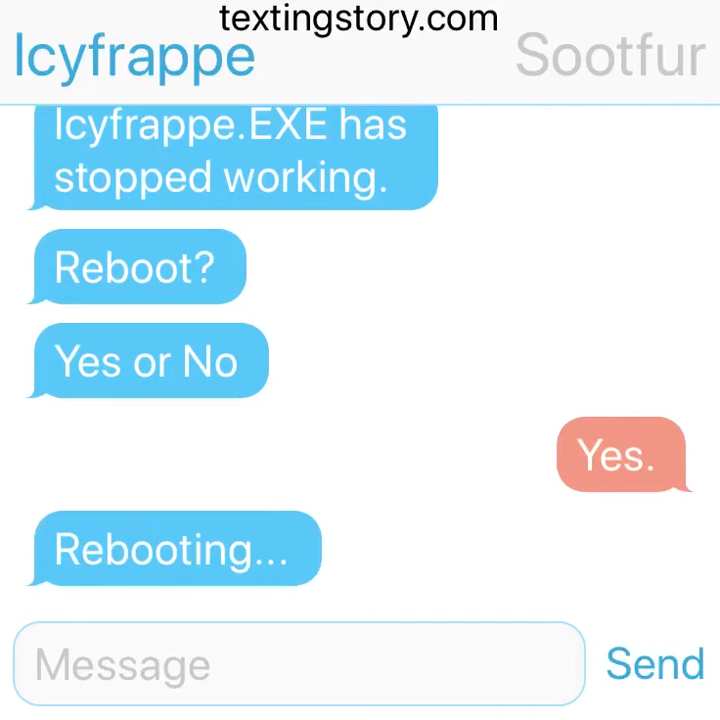 textingstory.com
Icyfrappe Sootfur
Icyfrappe.EXE has
stopped working.
Reboot?
Yes or No
Yes.
Rebooting...
Message Send